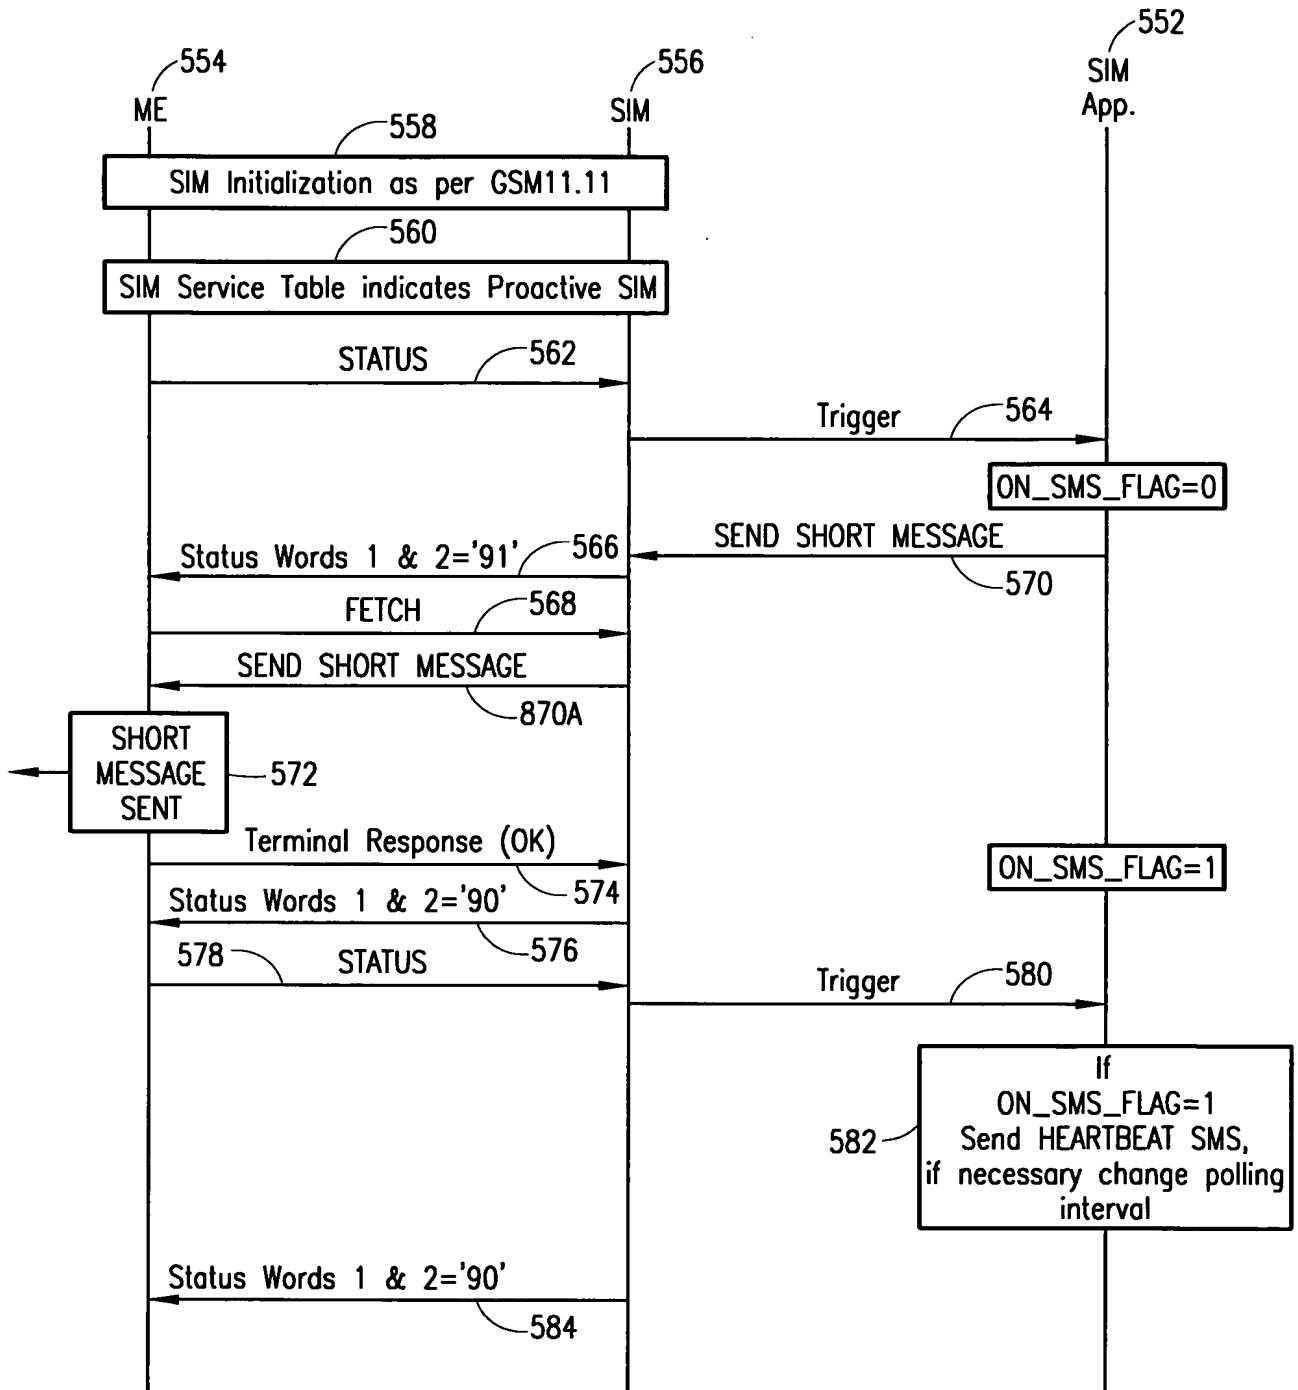 552
554
556
SIM
App.
ME
SIM
558
SIM Initialization as per GSM11.11
560
SIM Service Table indicates Proactive SIM
STATUS
562
Trigger
564
ON_SMS_FLAG=0
SEND SHORT MESSAGE
566
Status Words 1 & 2='91'
570
FETCH
568
SEND SHORT MESSAGE
870A
SHORT
MESSAGE
SENT
572
Terminal Response (OK)
ON_SMS_FLAG=1
574
Status Words 1 & 2='90'
576
578
STATUS
Trigger
580
If
ON_SMS_FLAG=1
Send HEARTBEAT SMS,
if necessary change polling
interval
582
Status Words 1 & 2='90'
584